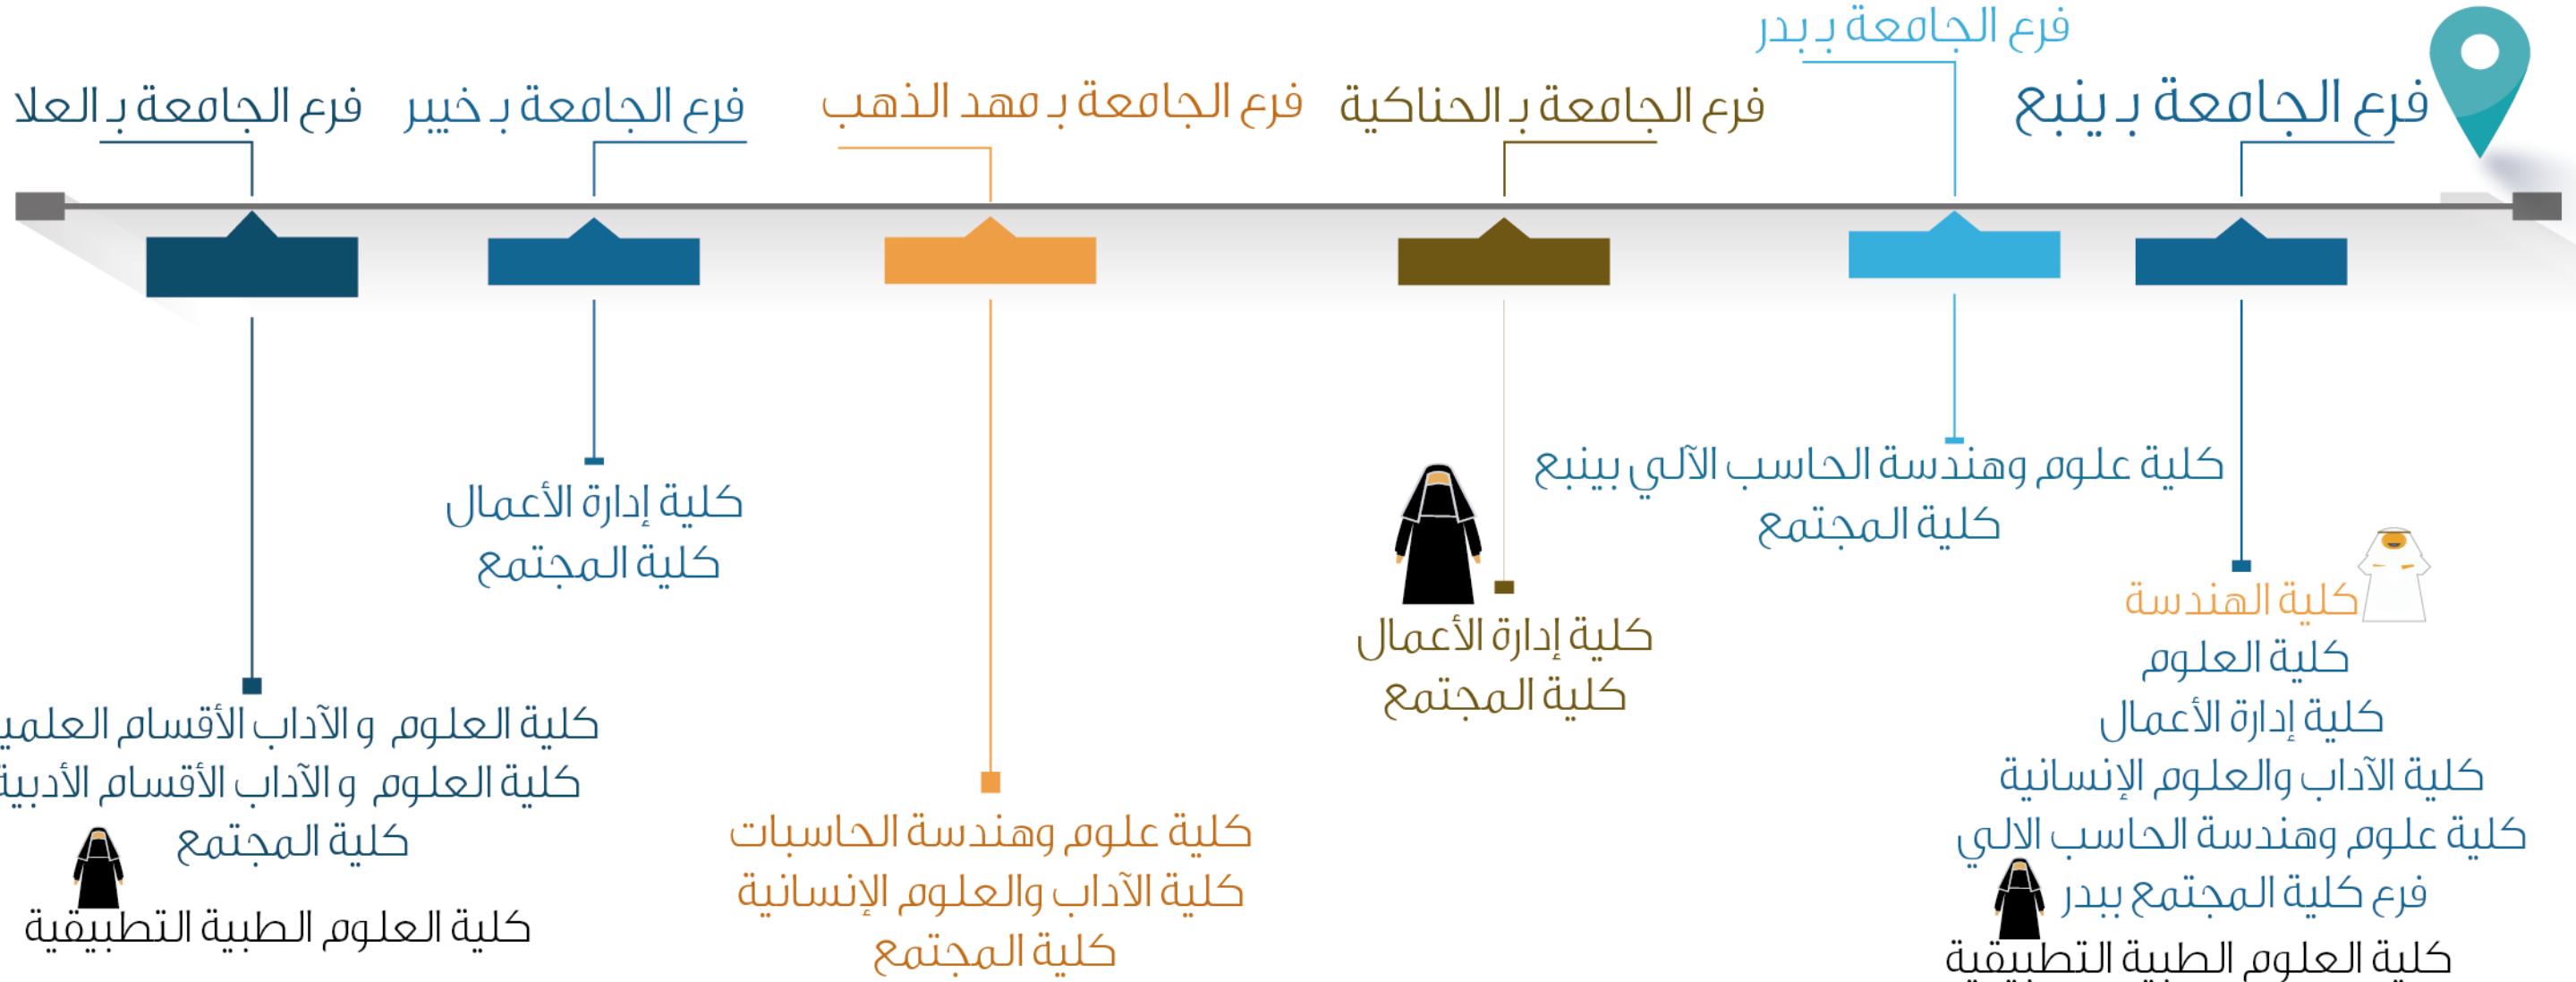 فرع الجامعة بـ ينبع
كلية الهندسة
كلية العلوم
كلية إدارة الأعمال
كلية الآداب والعلوم الإنسانية
كلية علوم وهندسة الحاسب الالي
فرع كلية المجتمع ببدر
كلية العلوم الطبية التطبيقية
فرع الجامعة بـ بدر
كلية علوم وهندسة الحاسب الآلي بينبع
كلية المجتمع
فرع الجامعة بـ الحناكية
كلية إدارة الأعمال
كلية المجتمع
فرع الجامعة بـ مهد الذهب
كلية علوم وهندسة الحاسبات
كلية الآداب والعلوم الإنسانية
كلية المجتمع
فرع الجامعة بـ خيبر
كلية إدارة الأعمال
كلية المجتمع
فرع الجامعة بـ العلا
كلية العلوم و الآداب الأقسام العلمي
كلية العلوم و الآداب الأقسام الأدبية
كلية المجتمع
كلية العلوم الطبية التطبيقية